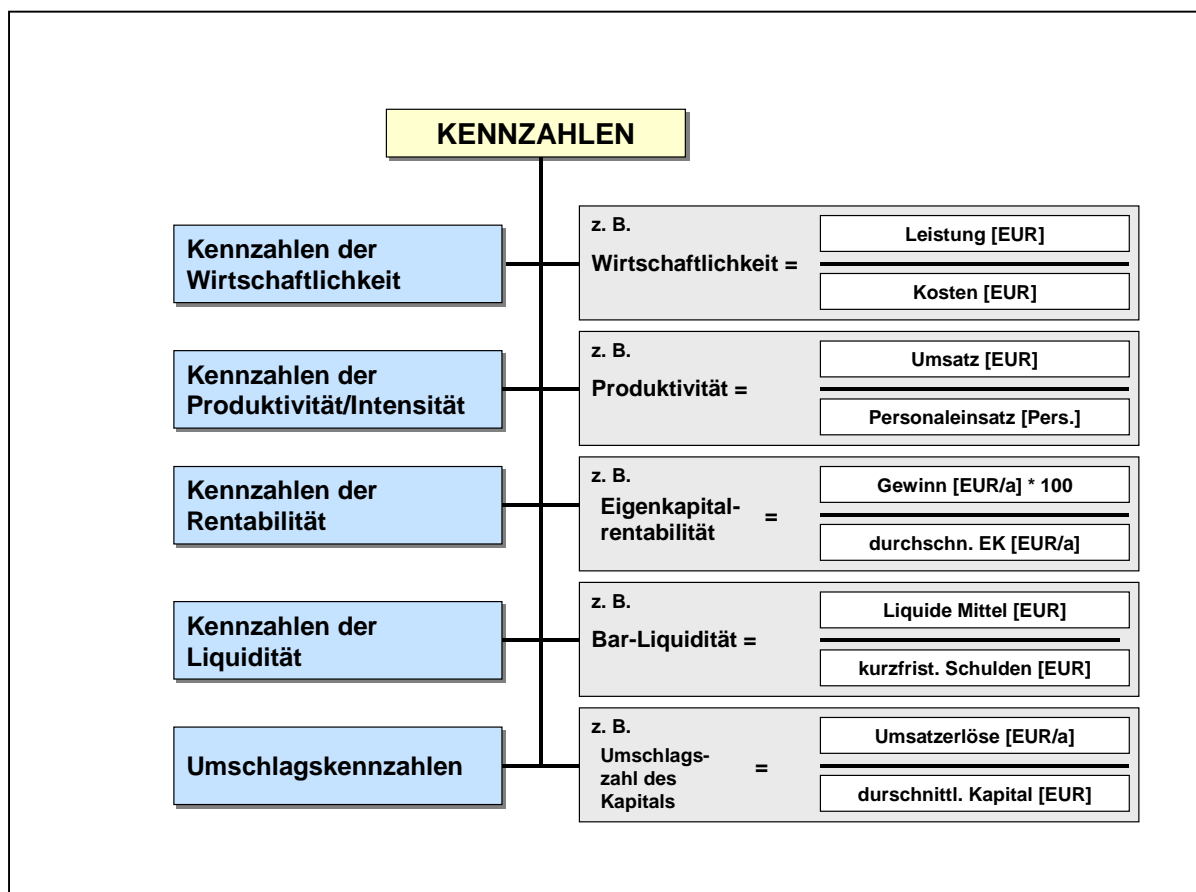 KENNZAHLEN
Kennzahlen der
Wirtschaftlichkeit
z. B.
Wirtschaftlichkeit =
Leistung [EUR]
Kosten [EUR]
Kennzahlen der
Produktivität/Intensität
z. B.
Produktivität =
Umsatz [EUR]
Personaleinsatz [Pers.]
Kennzahlen der
Rentabilität
z. B.
Eigenkapital-
rentabilität =
Gewinn [EUR/a] * 100
durchschn. EK [EUR/a]
Kennzahlen der
Liquidität
z. B.
Bar-Liquidität =
Liquide Mittel [EUR]
kurzfrist. Schulden [EUR]
Umschlagskennzahlen
z. B.
Umschlags-
zahl des =
Kapitals
Umsatzerlöse [EUR/a]
durschnittl. Kapital [EUR]